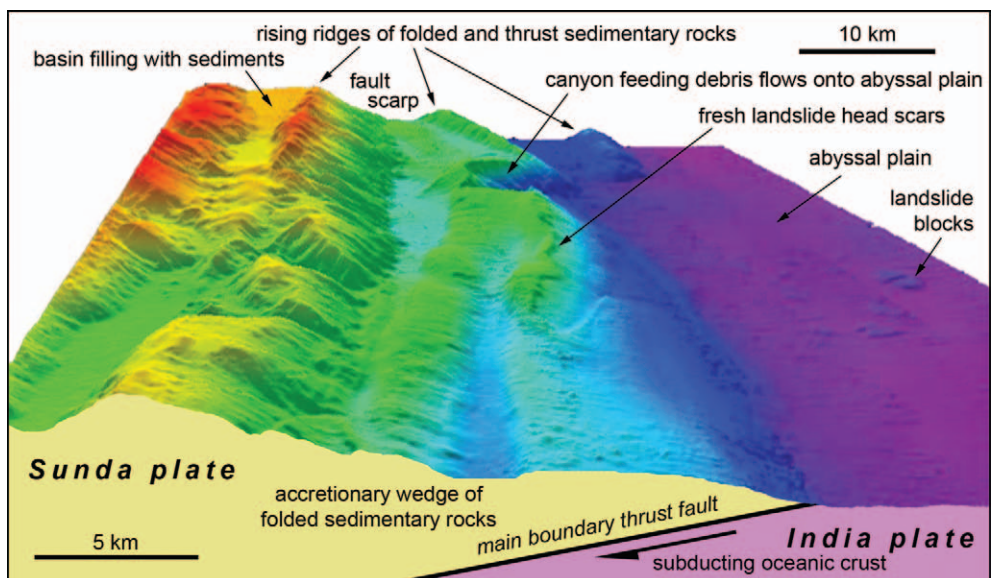 rising ridges of folded and thrust sedimentary rocks
10 km
basin filling with sediments
fault
scarp
canyon feeding debris flows onto abyssal plain
fresh landslide head scars
abyssal plain
landslide
blocks
Sunda plate
accretionary wedge of
folded sedimentary rocks
main boundary thrust fault
India plate
5 km
subducting oceanic crust